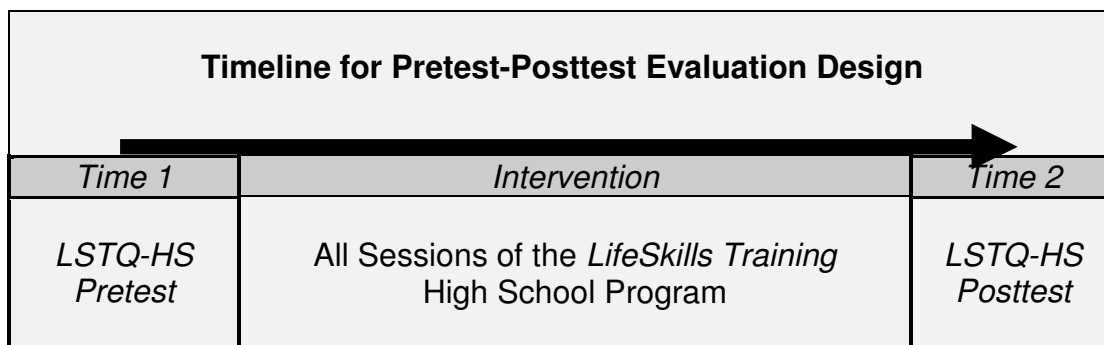 Timeline for Pretest-Posttest Evaluation Design
Time 1
Intervention
Time 2
LSTQ-HS
Pretest
All Sessions of the LifeSkills Training
High School Program
LSTQ-HS
Posttest